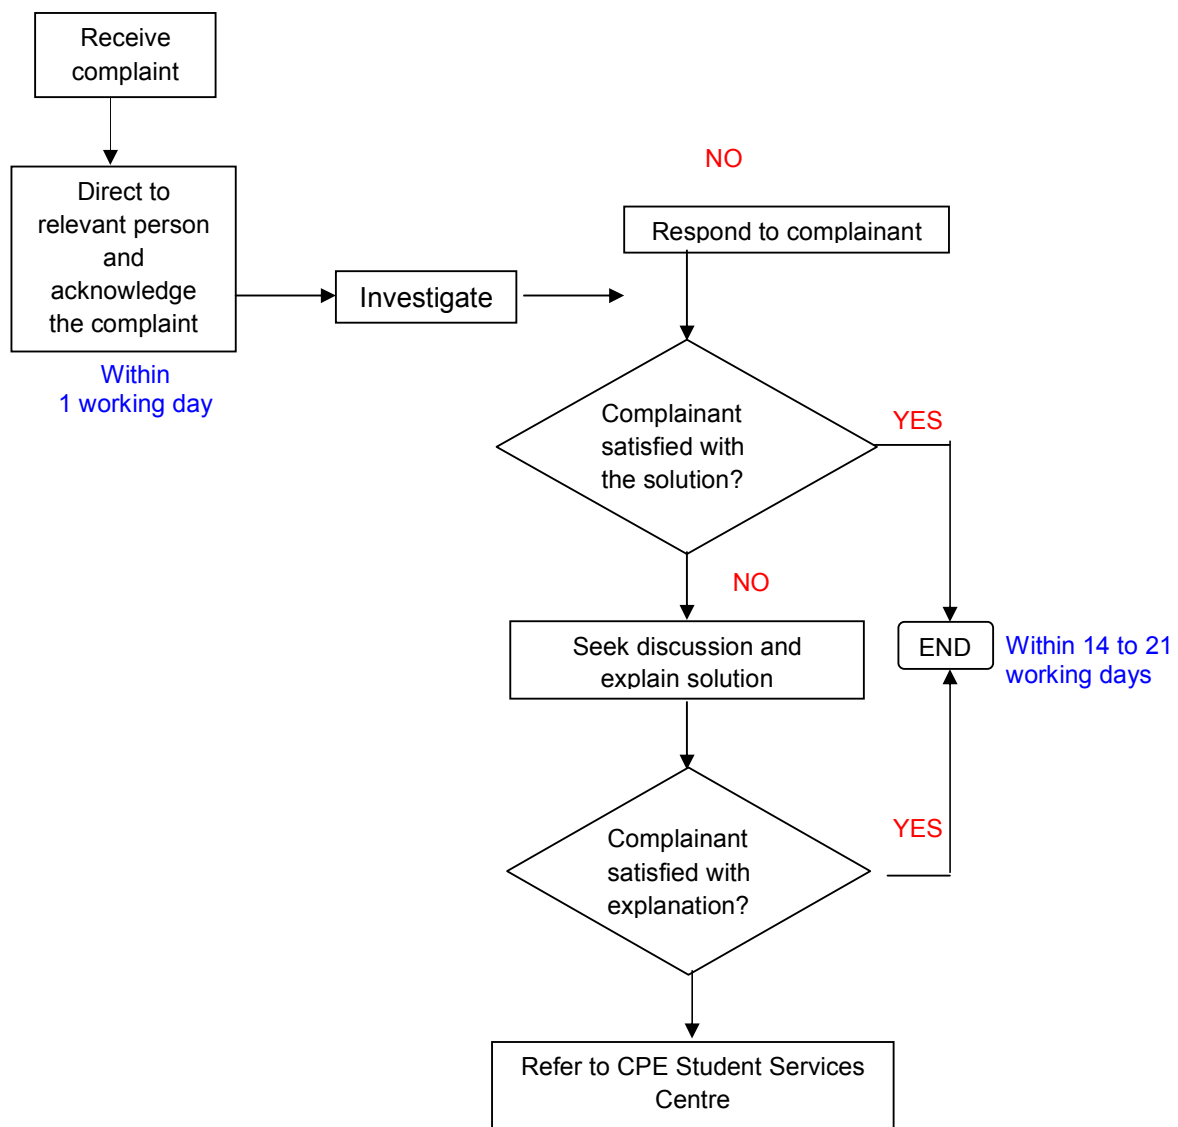 Receive
complaint
Direct to
relevant person
and
acknowledge
the complaint
Within
1 working day
Investigate
NO
Respond to complainant
Complainant
satisfied with
the solution?
YES
NO
Seek discussion and
explain solution
END
Within 14 to 21
working days
Complainant
satisfied with
explanation?
YES
Refer to CPE Student Services
Centre